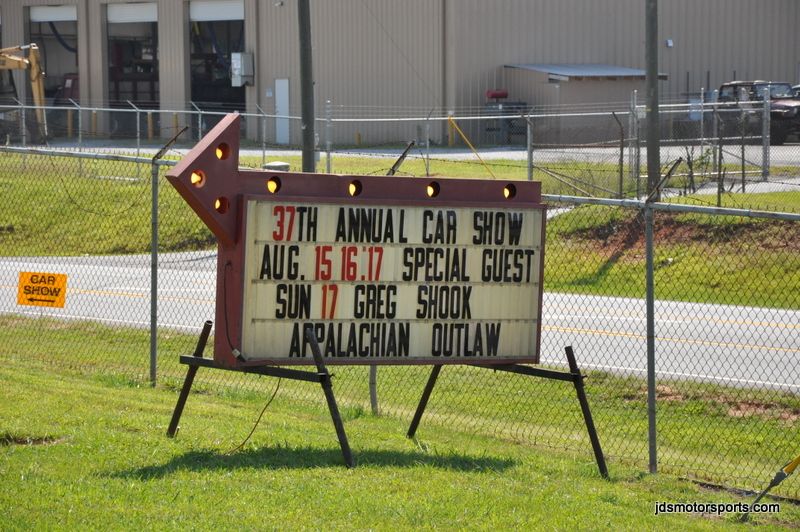 37TH ANNUAL CAR SHOW
AUG. 15 16.17 SPECIAL GUEST
SUN 17 GREG SHOOK
APPALACHIAN OUTLAW
CAR
SHOW
jdsmotorsports.com